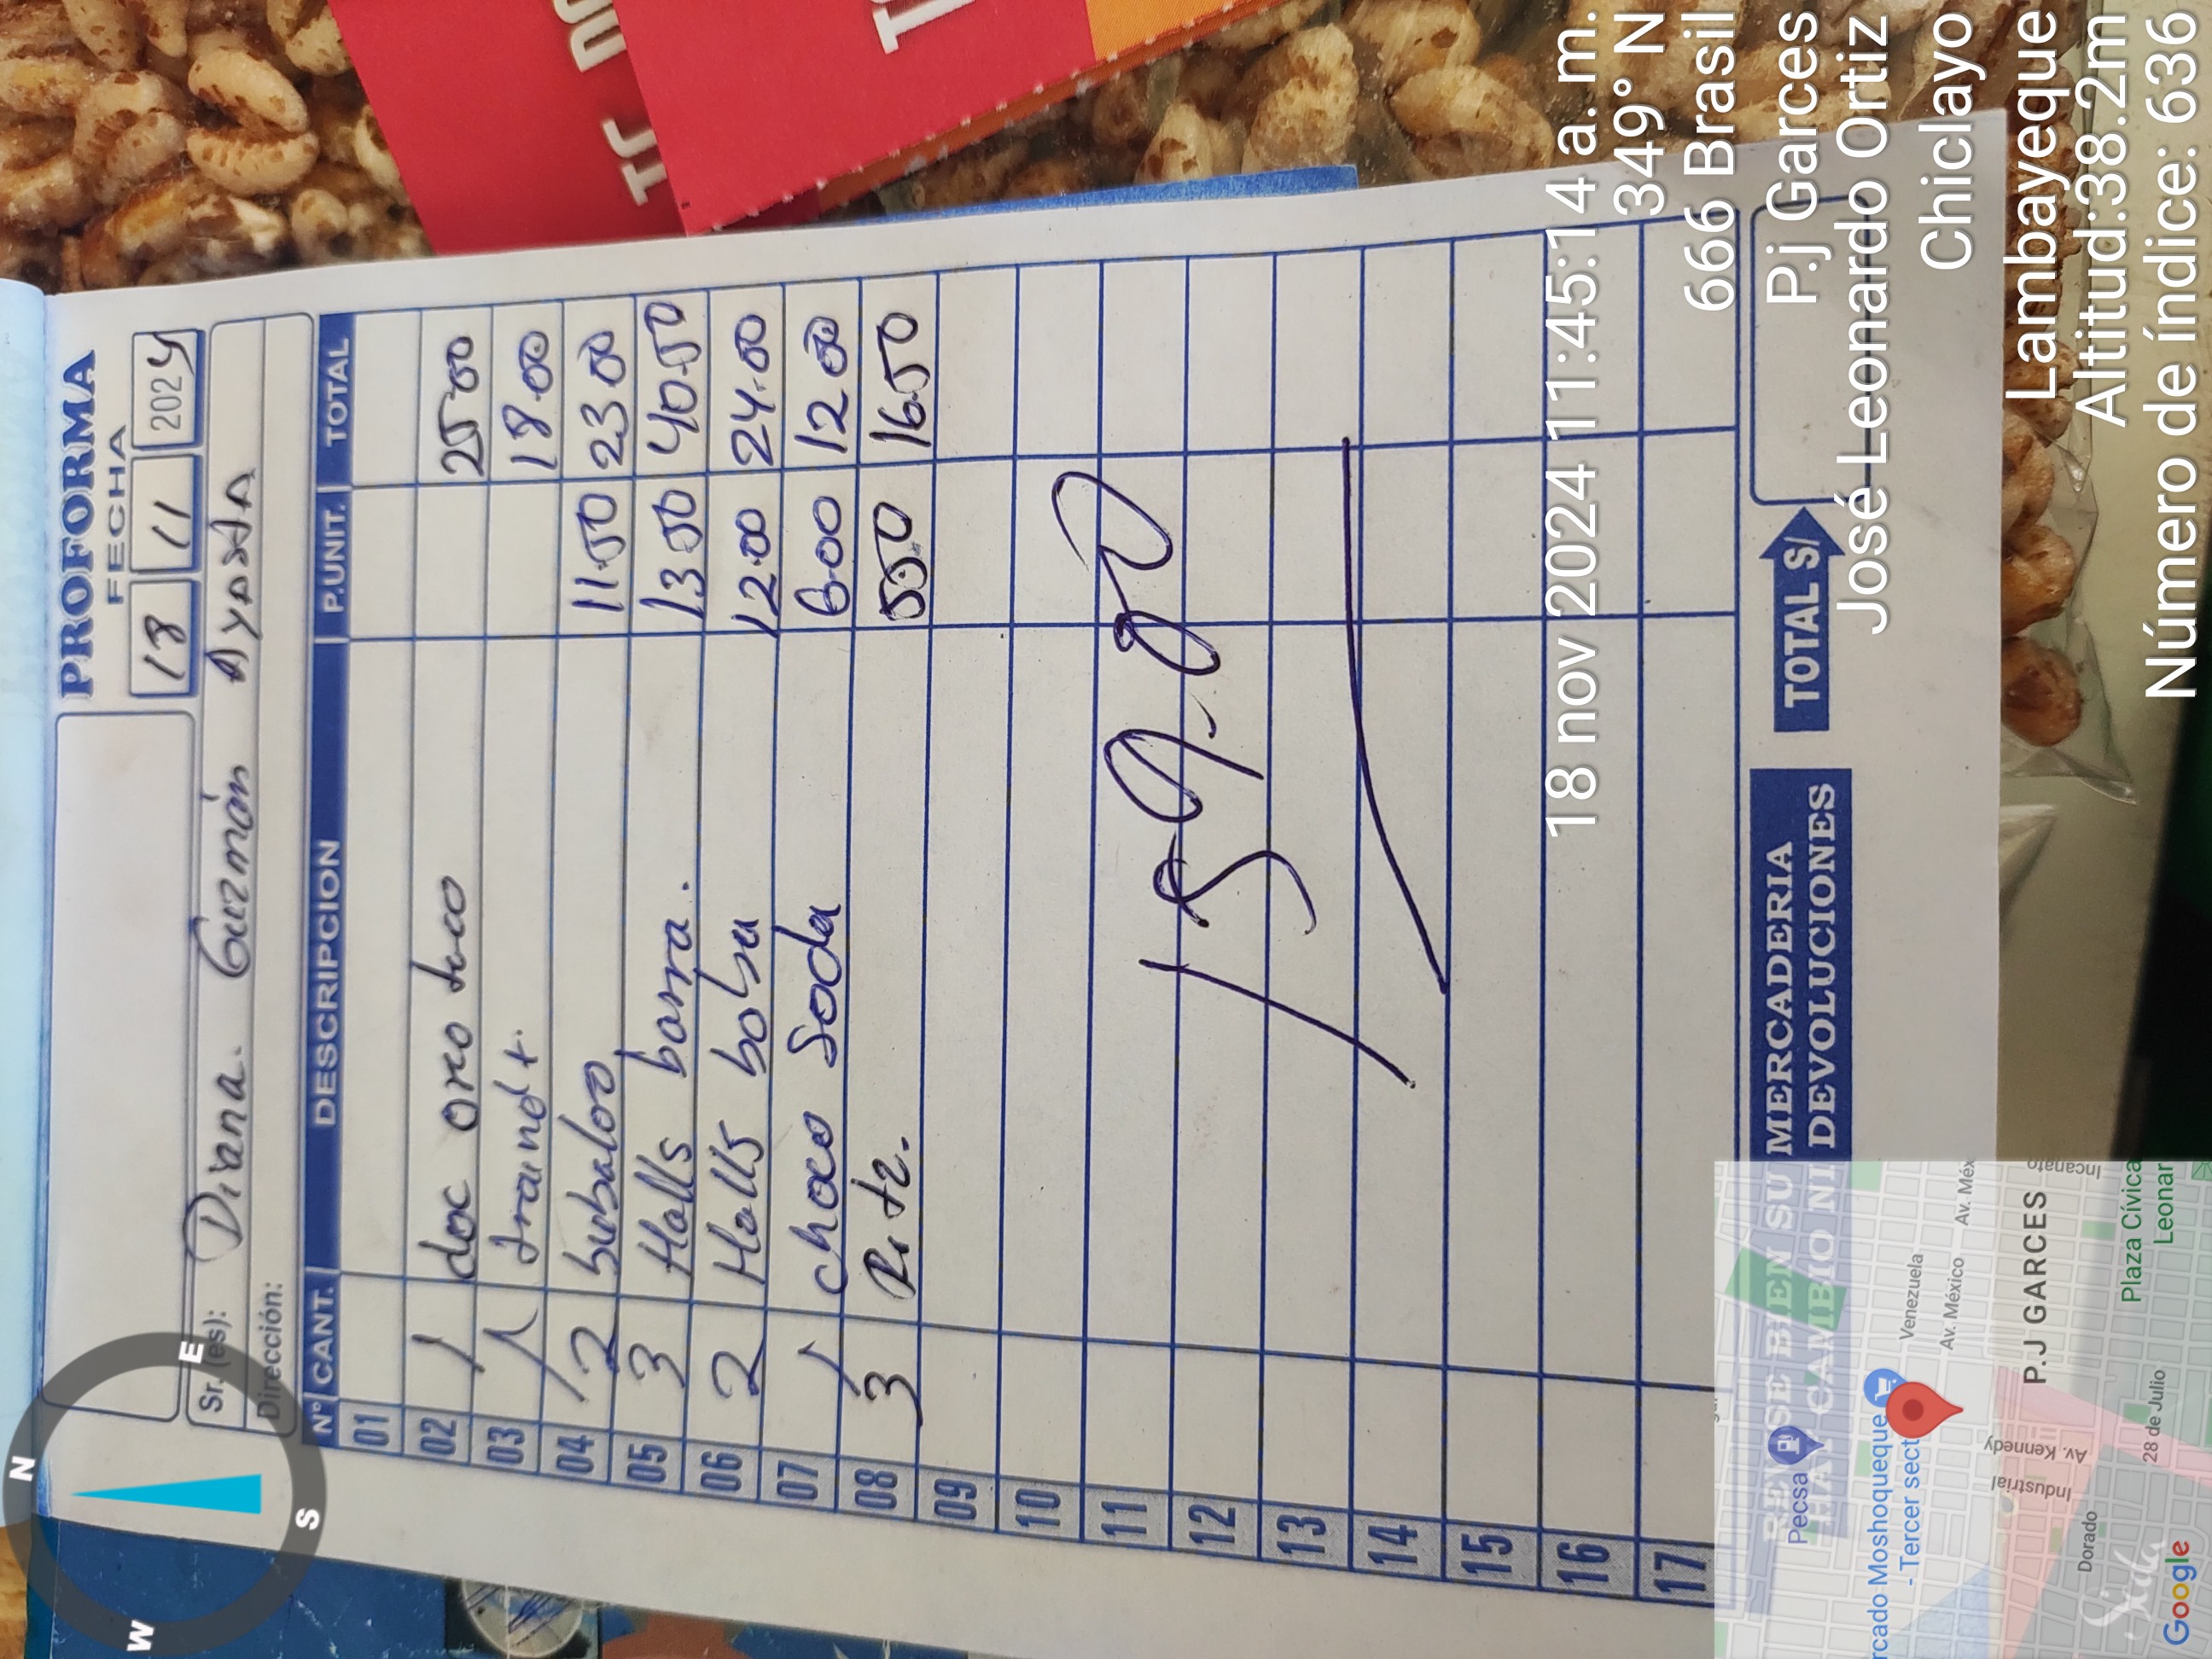 N
W
E
S
PROFORMA
FECHA
18 11 2024
Sr. (es): Diana. Guzmán Ayasta
Dirección:
N° CANT. DESCRIPCION P.UNIT. TOTAL
01
02 1 doc oreo taco 25.00
03 1 traind t. 18.00
04 2 bubaloo 11.50 23.00
05 3 Halls barra. 13.50 40.50
06 2 Halls boba 12.00 24.00
07 1 choco Soda 6.00 12.00
08 3 Ritz. 5.50 16.50
09
10
11
159.00
12
13
14
15
16
17
18 nov 2024 11:45:14 a. m.
349° N
666 Brasil
P.j Garces
José Leonardo Ortiz
Chiclayo
Lambayeque
Altitud:38.2m
Número de índice: 636
REVISE BIEN SU MERCADERIA
HAY CAMBIO NI DEVOLUCIONES
TOTAL S/
Pecsa
rcado Moshoqueque
- Tercer sect
Venezuela
Av. México
Av. Méx
Industrial
Av. Kennedy
P.J GARCES
Incanato
Dorado
28 de Julio
Plaza Cívica
Leonar
Google